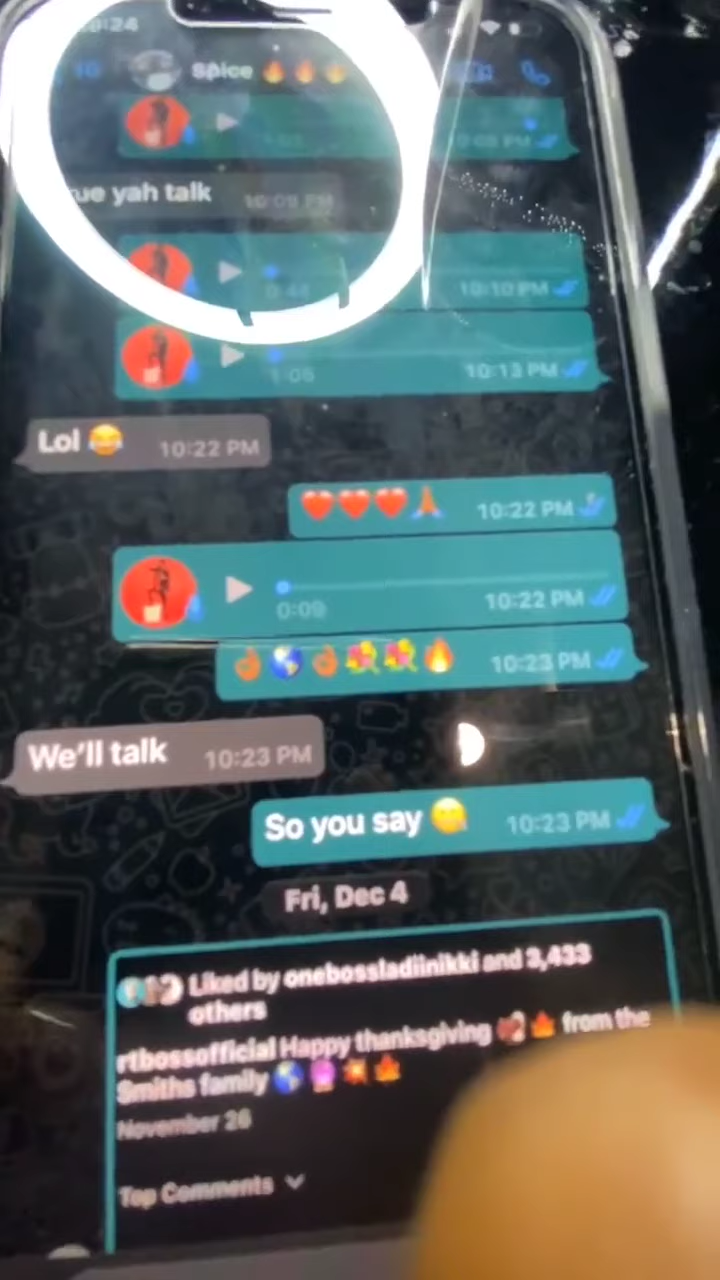 Spice 🔥🔥🔥
10:08 PM
ue yah talk
10:09 PM
0:44
10:10 PM
1:05
10:13 PM
Lol 😂 10:22 PM
❤️❤️❤️🙏🏾 10:22 PM
0:09
10:22 PM
👌🏾🌎👌🏾💐💐🔥 10:23 PM
We'll talk 10:23 PM
So you say 😁 10:23 PM
Fri, Dec 4
Liked by onebossladiinikki and 3,433
others
rtbossofficial Happy thanksgiving 🦃🍁 from the
Smiths family 🌎🔮💥🍁
November 26
Top Comments